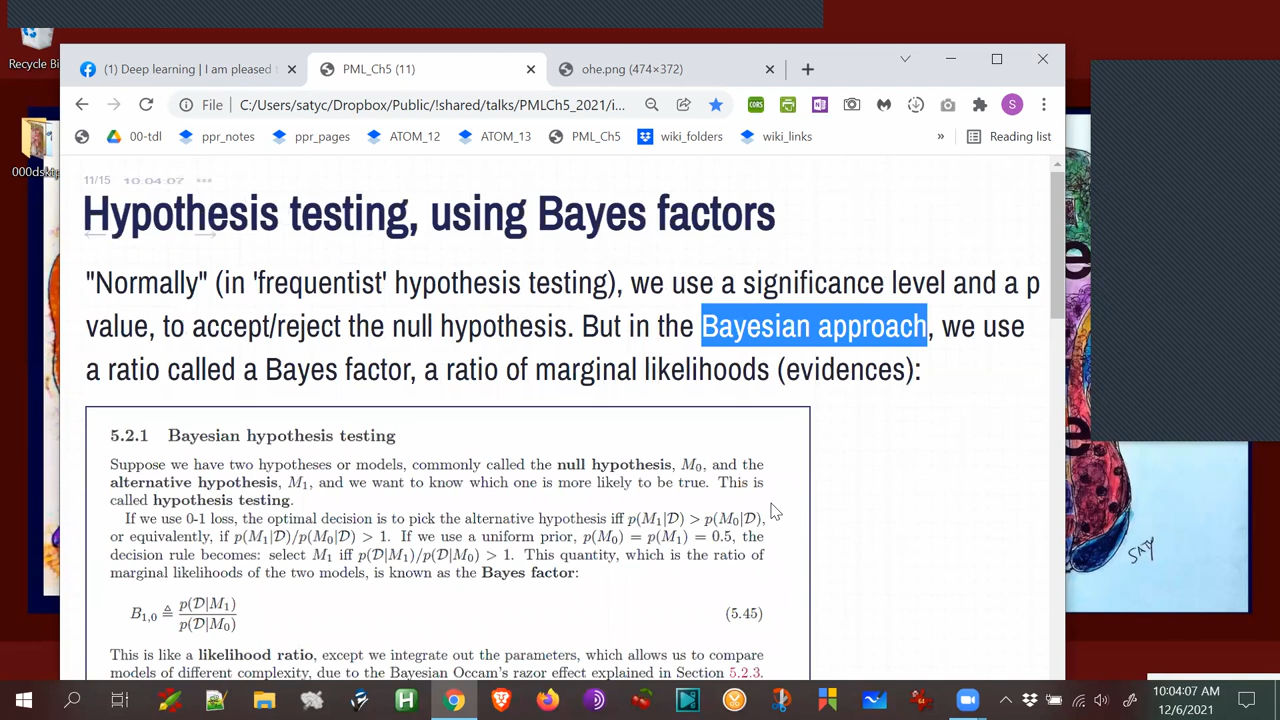 Recycle Bi
(1) Deep learning | I am pleased
PML_Ch5 (11)
ohe.png (474×372)
File
C:/Users/satyc/Dropbox/Public/!shared/talks/PMLCh5_2021/i...
CORS
S
00-tdl
ppr_notes
ppr_pages
ATOM_12
ATOM_13
PML_Ch5
wiki_folders
wiki_links
»
Reading list
000dskt
11/15 10:04:07 ...
Hypothesis testing, using Bayes factors
"Normally" (in 'frequentist' hypothesis testing), we use a significance level and a p
value, to accept/reject the null hypothesis. But in the Bayesian approach, we use
a ratio called a Bayes factor, a ratio of marginal likelihoods (evidences):
5.2.1 Bayesian hypothesis testing
Suppose we have two hypotheses or models, commonly called the null hypothesis, M₀, and the
alternative hypothesis, M₁, and we want to know which one is more likely to be true. This is
called hypothesis testing.
If we use 0-1 loss, the optimal decision is to pick the alternative hypothesis iff p(M₁|𝒟) > p(M₀|𝒟),
or equivalently, if p(M₁|𝒟)/p(M₀|𝒟) > 1. If we use a uniform prior, p(M₀) = p(M₁) = 0.5, the
decision rule becomes: select M₁ iff p(𝒟|M₁)/p(𝒟|M₀) > 1. This quantity, which is the ratio of
marginal likelihoods of the two models, is known as the Bayes factor:
B₁,₀ ≜ p(𝒟|M₁) / p(𝒟|M₀) (5.45)
This is like a likelihood ratio, except we integrate out the parameters, which allows us to compare
models of different complexity, due to the Bayesian Occam's razor effect explained in Section 5.2.3.
SATY
10:04:07 AM
12/6/2021